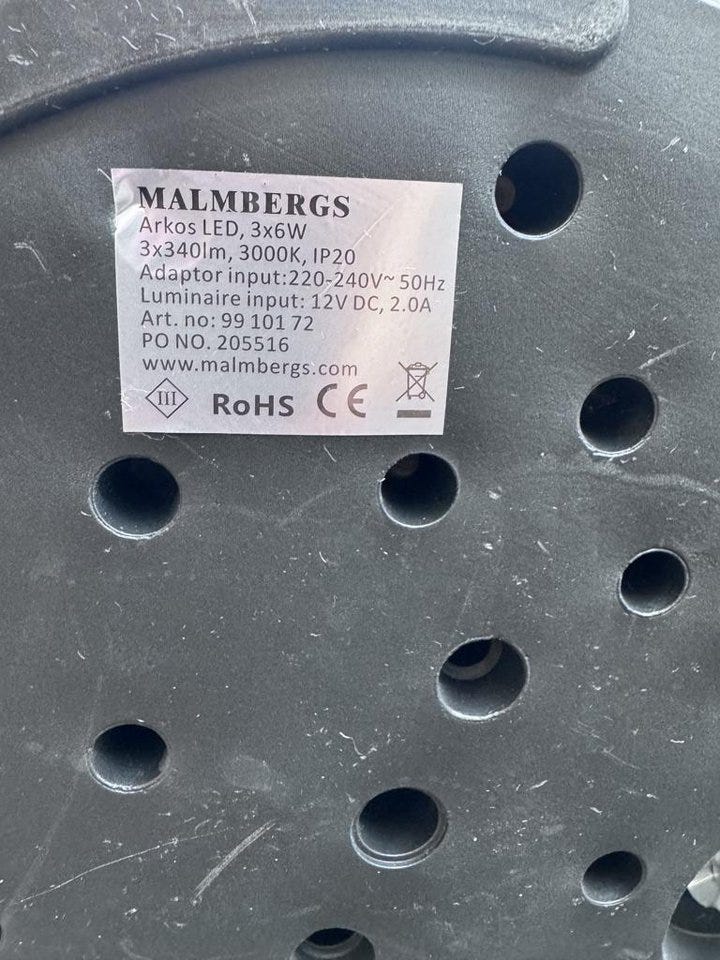 MALMBERGS
Arkos LED, 3x6W
3x340lm, 3000K, IP20
Adaptor input:220-240V~ 50Hz
Luminaire input: 12V DC, 2.0A
Art. no: 99 101 72
PO NO. 205516
www.malmbergs.com
III RoHS CE